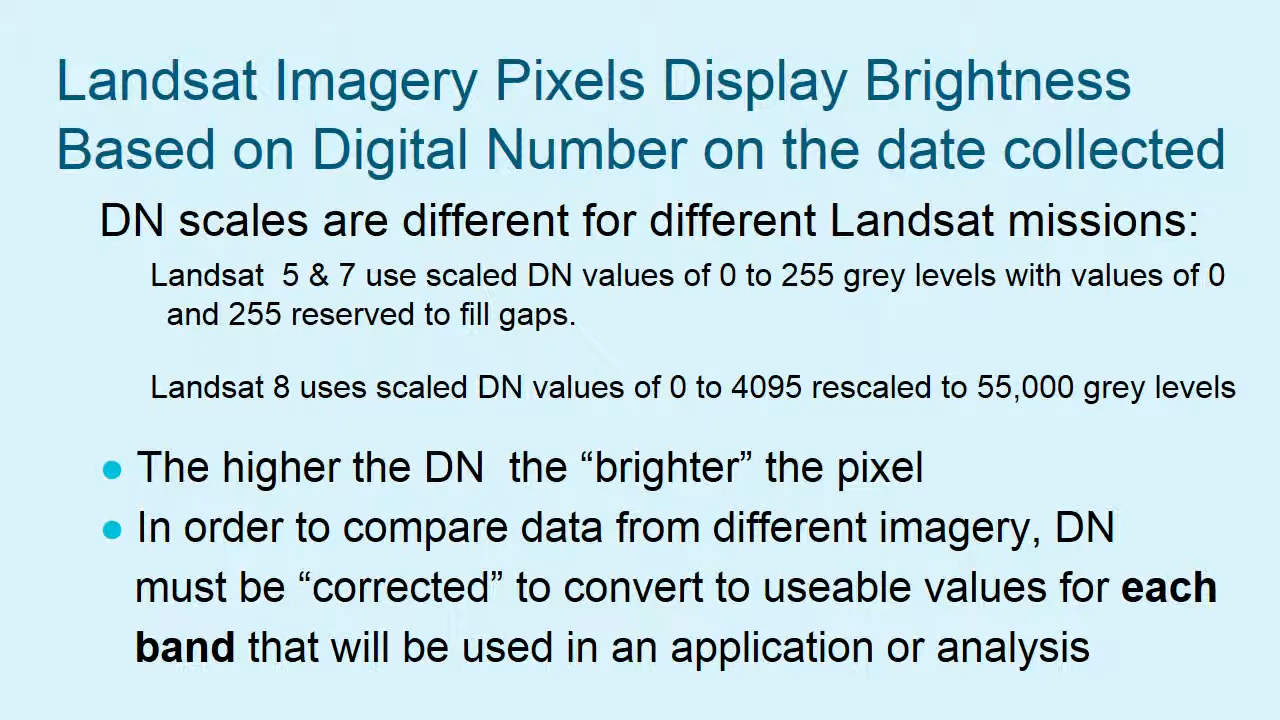 Landsat Imagery Pixels Display Brightness
Based on Digital Number on the date collected
DN scales are different for different Landsat missions:
Landsat  5 & 7 use scaled DN values of 0 to 255 grey levels with values of 0
and 255 reserved to fill gaps.
Landsat 8 uses scaled DN values of 0 to 4095 rescaled to 55,000 grey levels
● The higher the DN  the “brighter” the pixel
● In order to compare data from different imagery, DN
must be “corrected” to convert to useable values for each
band that will be used in an application or analysis